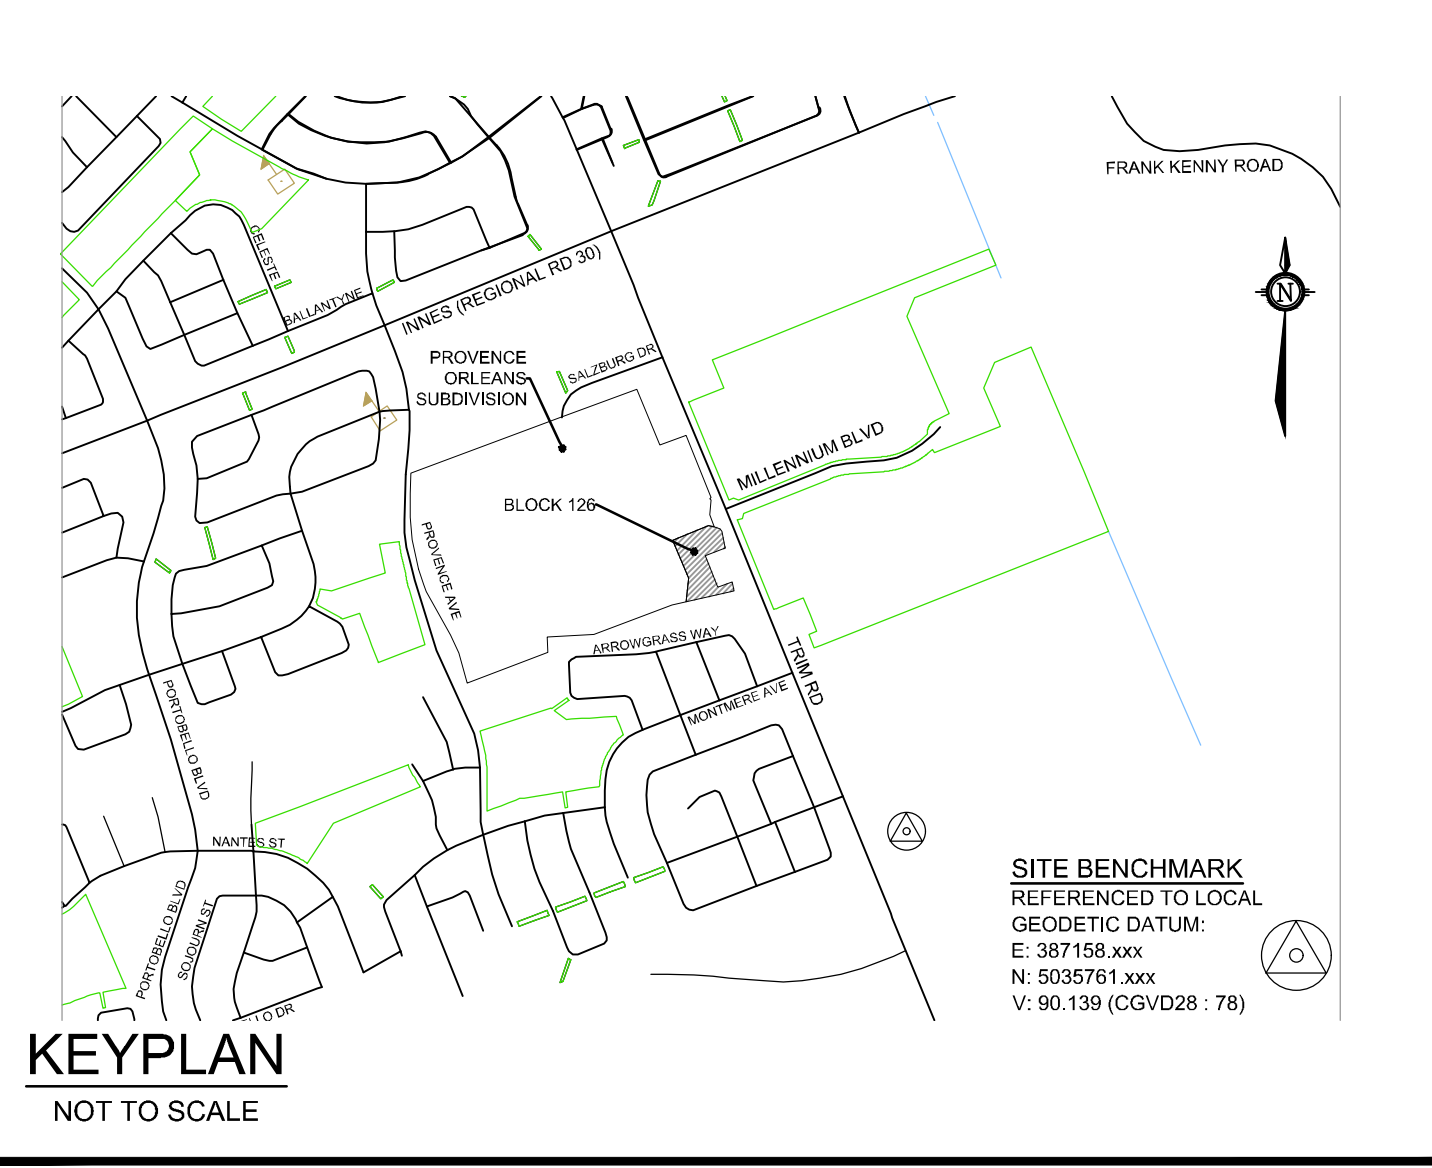 FRANK KENNY ROAD
N
CELESTE
BALLANTYNE
INNES (REGIONAL RD 30)
PROVENCE
ORLEANS
SUBDIVISION
SALZBURG DR
MILLENNIUM BLVD
BLOCK 126
PROVENCE AVE
ARROWGRASS WAY
TRIM RD
MONTMERE AVE
PORTOBELLO BLVD
NANTES ST
PORTOBELLO BLVD
SOJOURN ST
LLO DR
SITE BENCHMARK
REFERENCED TO LOCAL
GEODETIC DATUM:
E: 387158.xxx
N: 5035761.xxx
V: 90.139 (CGVD28 : 78)
KEYPLAN
NOT TO SCALE